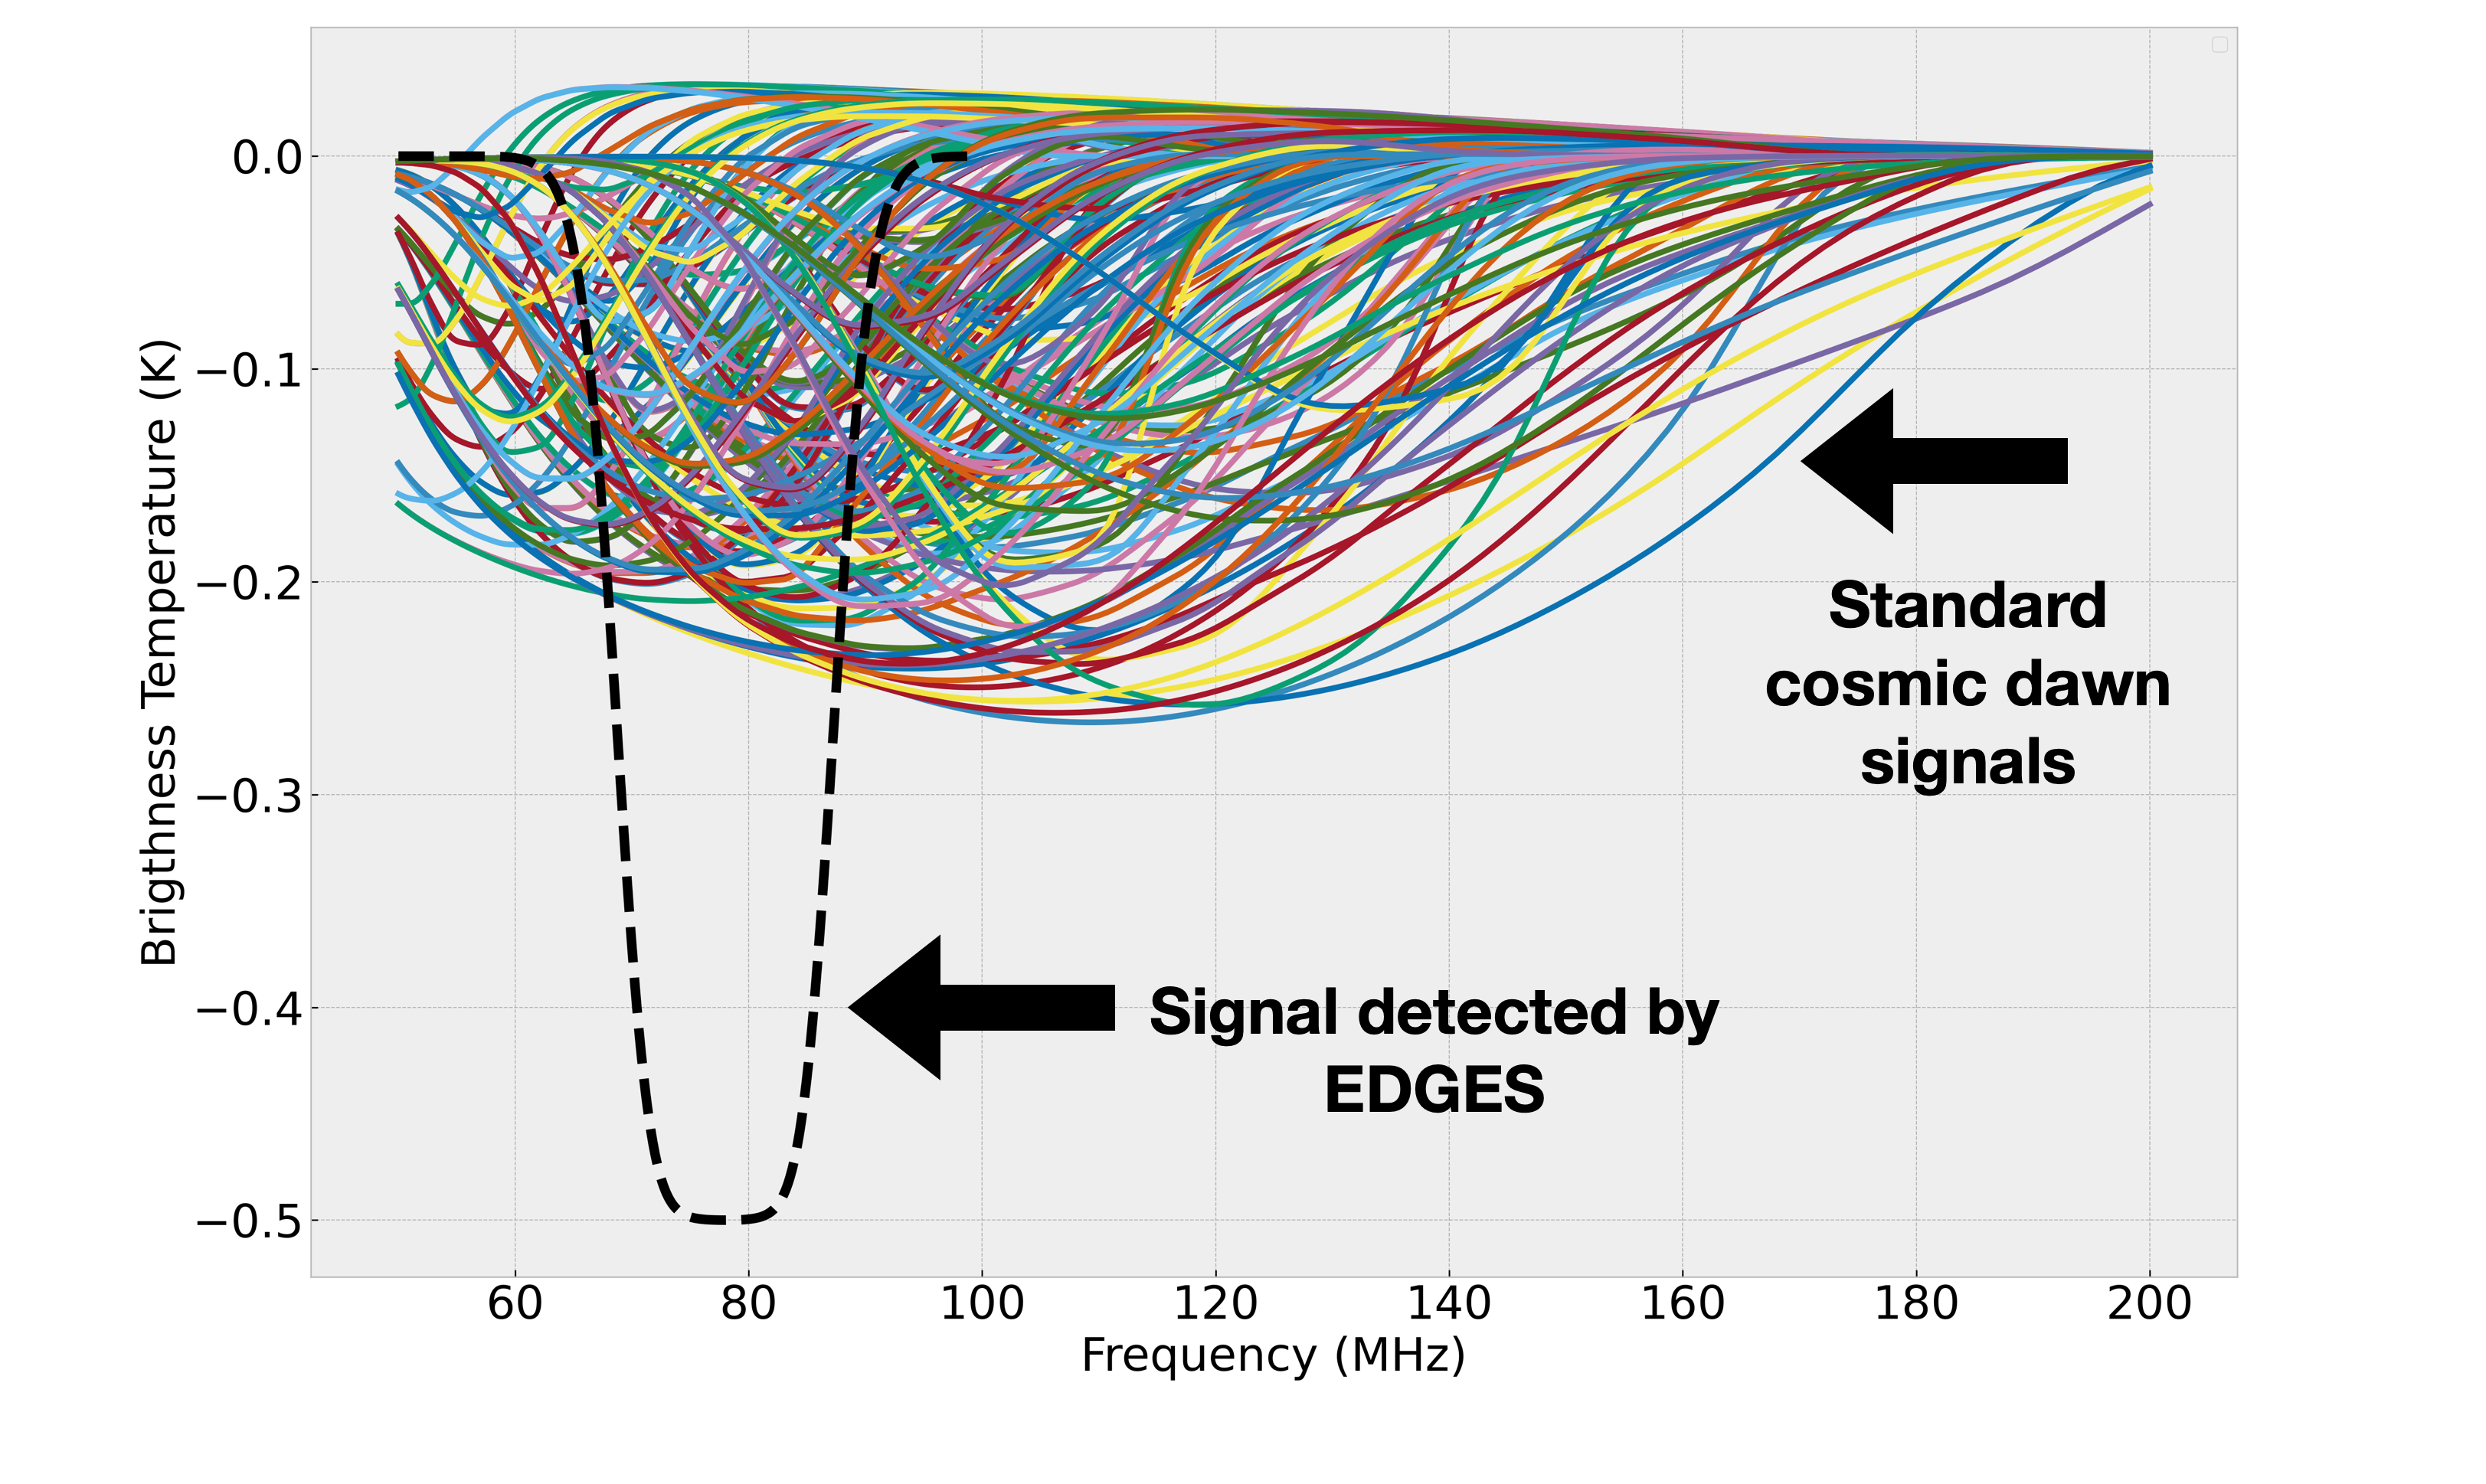 0.0
−0.1
−0.2
−0.3
−0.4
−0.5
Brigthness Temperature (K)
60 80 100 120 140 160 180 200
Frequency (MHz)
Standard
cosmic dawn
signals
Signal detected by
EDGES